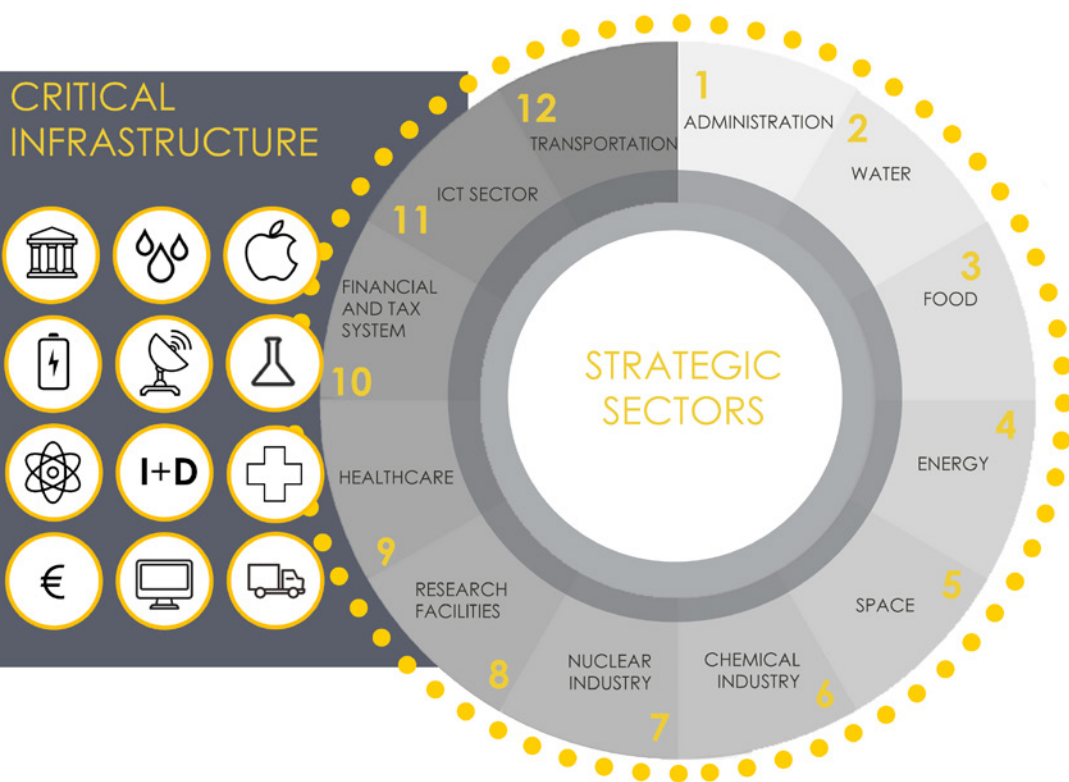 CRITICAL
INFRASTRUCTURE
I+D
€
STRATEGIC
SECTORS
1
ADMINISTRATION
2
WATER
3
FOOD
4
ENERGY
5
SPACE
6
CHEMICAL
INDUSTRY
7
NUCLEAR
INDUSTRY
8
RESEARCH
FACILITIES
9
HEALTHCARE
10
FINANCIAL
AND TAX
SYSTEM
11
ICT SECTOR
12
TRANSPORTATION